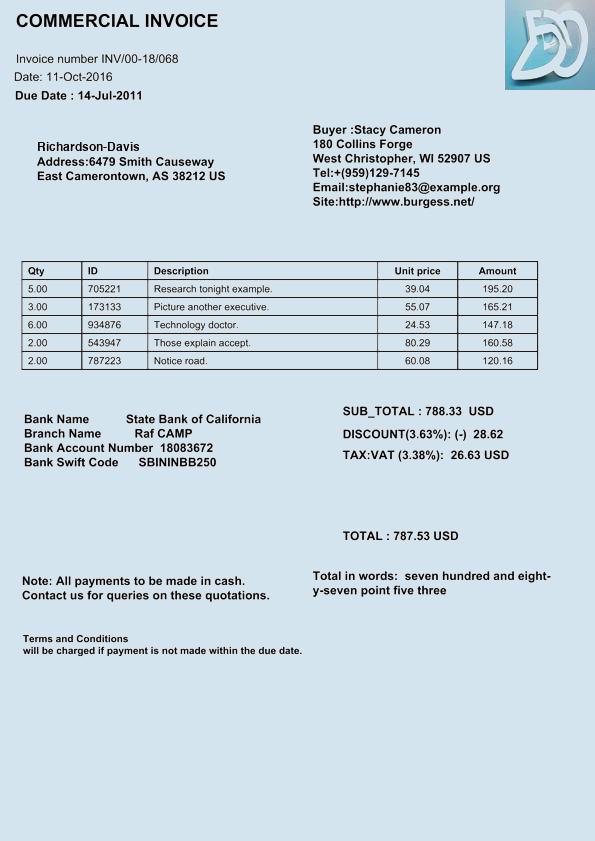 COMMERCIAL INVOICE
Invoice number INV/00-18/068
Date: 11-Oct-2016
Due Date : 14-Jul-2011
Richardson-Davis
Address:6479 Smith Causeway
East Camerontown, AS 38212 US
Buyer :Stacy Cameron
180 Collins Forge
West Christopher, WI 52907 US
Tel:+(959)129-7145
Email:stephanie83@example.org
Site:http://www.burgess.net/
Qty ID Description Unit price Amount
5.00 705221 Research tonight example. 39.04 195.20
3.00 173133 Picture another executive. 55.07 165.21
6.00 934876 Technology doctor. 24.53 147.18
2.00 543947 Those explain accept. 80.29 160.58
2.00 787223 Notice road. 60.08 120.16
Bank Name State Bank of California
Branch Name Raf CAMP
Bank Account Number 18083672
Bank Swift Code SBININBB250
SUB_TOTAL : 788.33 USD
DISCOUNT(3.63%): (-) 28.62
TAX:VAT (3.38%): 26.63 USD
TOTAL : 787.53 USD
Note: All payments to be made in cash.
Contact us for queries on these quotations.
Total in words: seven hundred and eight-
y-seven point five three
Terms and Conditions
will be charged if payment is not made within the due date.